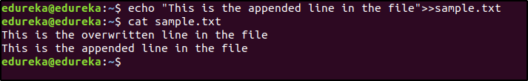 edureka@edureka:~$ echo "This is the appended line in the file">>sample.txt
edureka@edureka:~$ cat sample.txt
This is the overwritten line in the file
This is the appended line in the file
edureka@edureka:~$